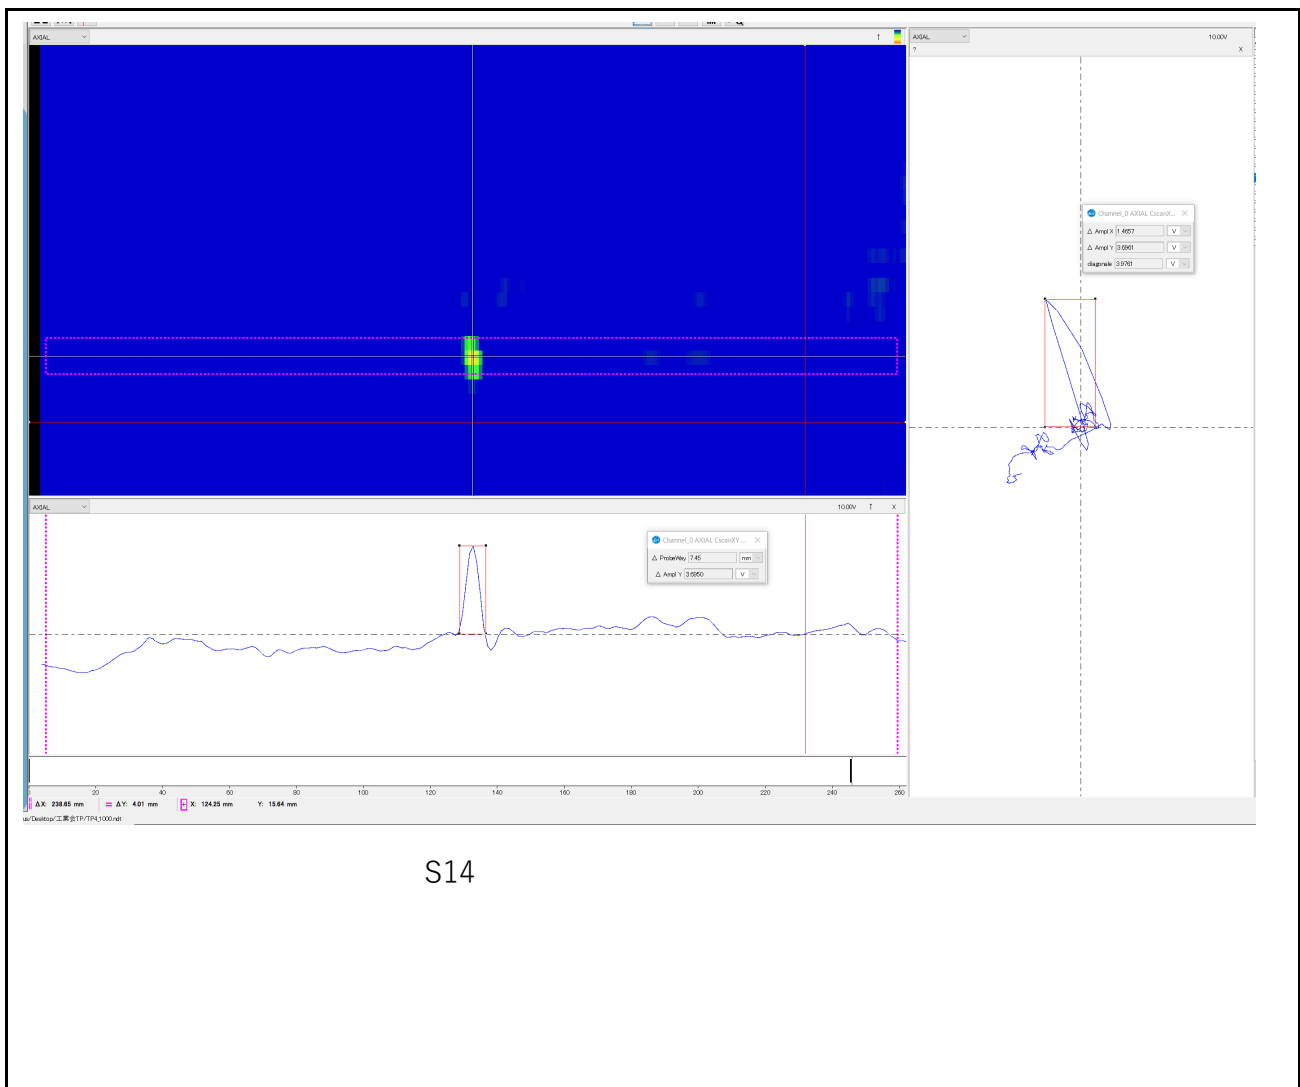 AXIAL
AXIAL
10.00V
?
X
Channel_0 AXIAL CscanX...
Δ Ampl X 1.4657 V
Δ Ampl Y 3.6961 V
diagonale 3.9761 V
AXIAL
10.00V
X
Channel_0 AXIAL CscanXY ...
Δ ProbeWay 7.45 mm
Δ Ampl Y 3.6950 V
20 40 60 80 100 120 140 160 180 200 220 240 260
ΔX: 238.65 mm ΔY: 4.01 mm X: 124.25 mm Y: 15.64 mm
us/Desktop/工業会TP/TP4_1000.ndt
S14